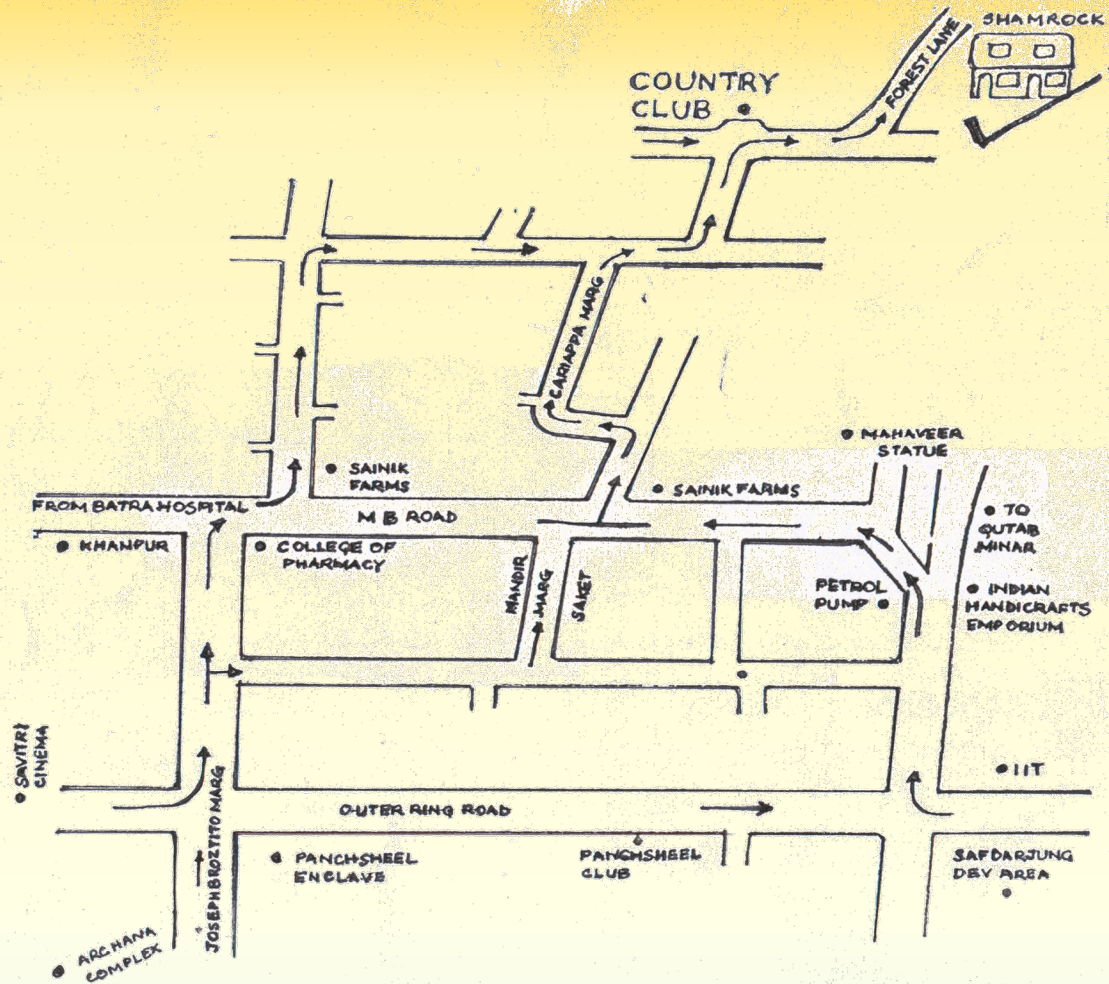 SHAMROCK
FOREST LANE
COUNTRY
CLUB
CARIAPPA MARG
MAHAVEER
STATUE
SAINIK
FARMS
SAINIK FARMS
FROM BATRA HOSPITAL
M B ROAD
TO
QUTAB
MINAR
KHANPUR
COLLEGE OF
PHARMACY
MANDIR
MARG
SAKET
PETROL
PUMP
INDIAN
HANDICRAFTS
EMPORIUM
SAVITRI
CINEMA
IIT
OUTER RING ROAD
JOSEPH BROZ TITO MARG
PANCHSHEEL
ENCLAVE
PANCHSHEEL
CLUB
SAFDARJUNG
DEV AREA
ARCHANA
COMPLEX